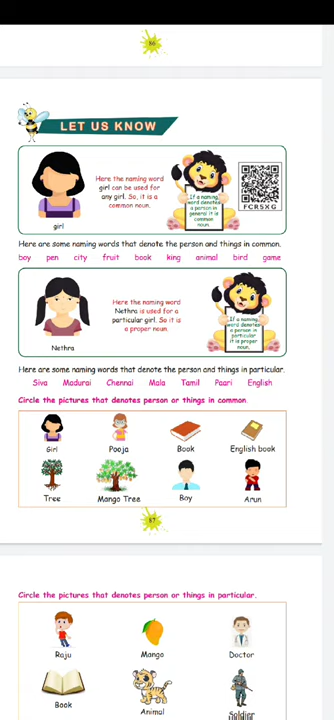 86
LET US KNOW
Here the naming word
girl can be used for
any girl. So, it is a
common noun.
If a naming
word denotes
a person in
general it is
common
noun.
FCR5XG
girl
Here are some naming words that denote the person and things in common.
boy pen city fruit book king animal bird game
Here the naming word
Nethra is used for a
particular girl. So it is
a proper noun.
If a naming
word denotes
a person in
particular
it is proper
noun.
Nethra
Here are some naming words that denote the person and things in particular.
Siva Madurai Chennai Mala Tamil Paari English
Circle the pictures that denotes person or things in common.
Girl Pooja Book English book
Tree Mango Tree Boy Arun
87
Circle the pictures that denotes person or things in particular.
Raju Mango Doctor
Book Animal Soldier